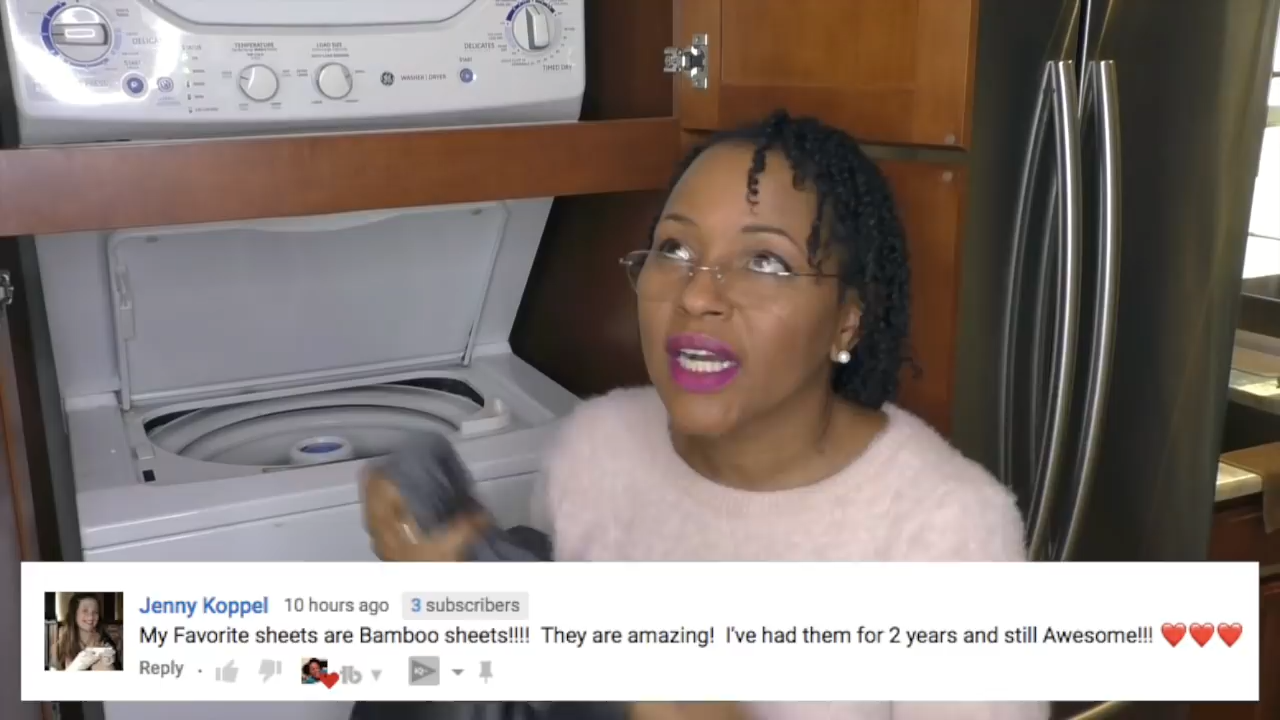 DELICATES
TEMPERATURE
LOAD SIZE
START
WASHER | DRYER
DELICATES
START
TIMED DRY
Jenny Koppel 10 hours ago 3 subscribers
My Favorite sheets are Bamboo sheets!!!! They are amazing! I've had them for 2 years and still Awesome!!! ❤️❤️❤️
Reply